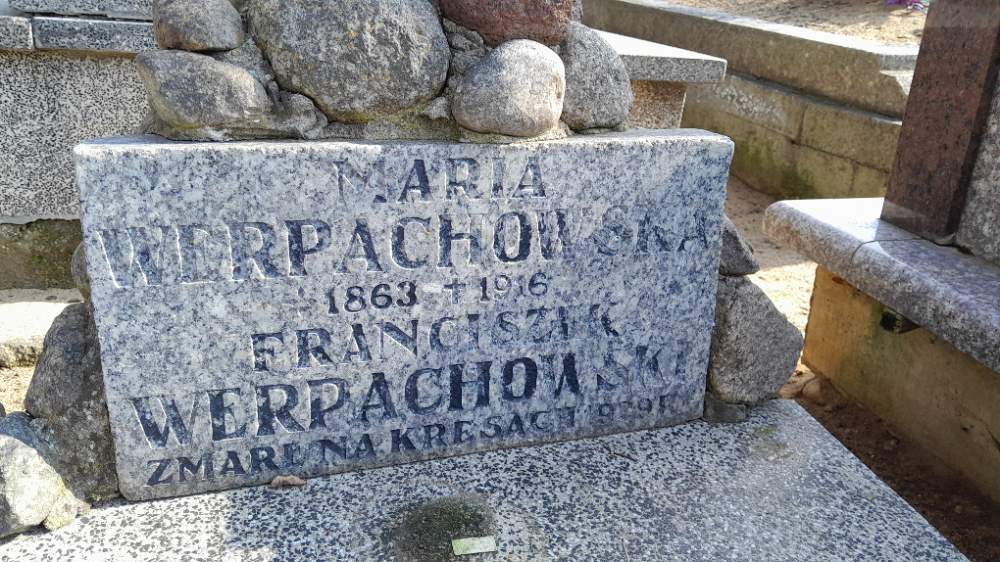 MARIA
WERPACHOWSKA
1863 † 1916
FRANCISZEK
WERPACHOWSKI
ZMARŁ NA KRESACH